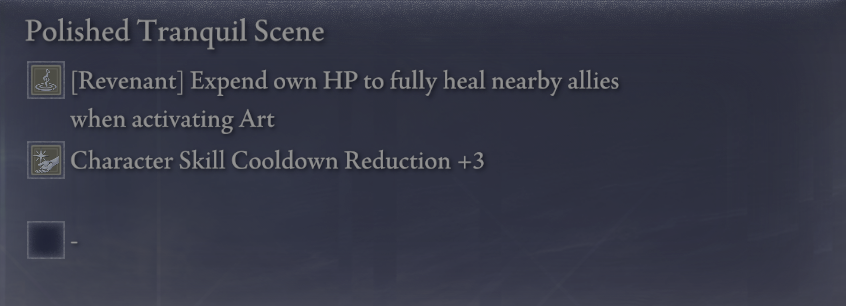 Polished Tranquil Scene
[Revenant] Expend own HP to fully heal nearby allies
when activating Art
Character Skill Cooldown Reduction +3
-